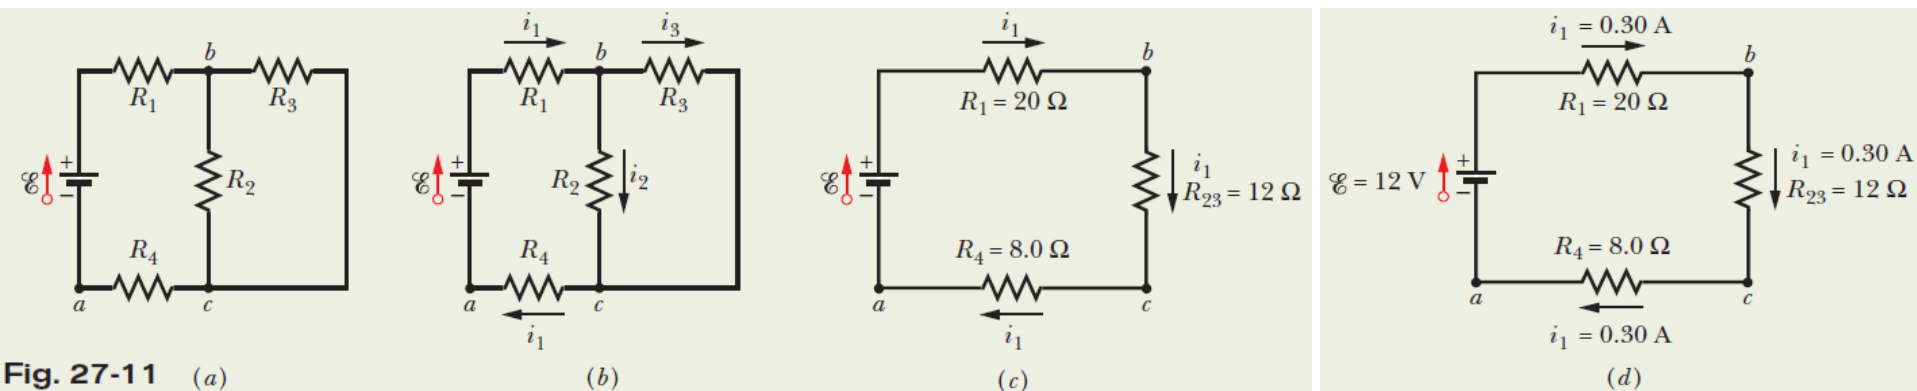 b
R₁
R₃
ℰ
+
−
R₂
R₄
a
c
Fig. 27-11 (a)
i₁
i₃
b
R₁
R₃
ℰ
+
−
R₂
i₂
R₄
a
c
i₁
(b)
i₁
b
R₁ = 20 Ω
ℰ
+
−
i₁
R₂₃ = 12 Ω
R₄ = 8.0 Ω
a
c
i₁
(c)
i₁ = 0.30 A
b
R₁ = 20 Ω
ℰ = 12 V
+
−
i₁ = 0.30 A
R₂₃ = 12 Ω
R₄ = 8.0 Ω
a
c
i₁ = 0.30 A
(d)